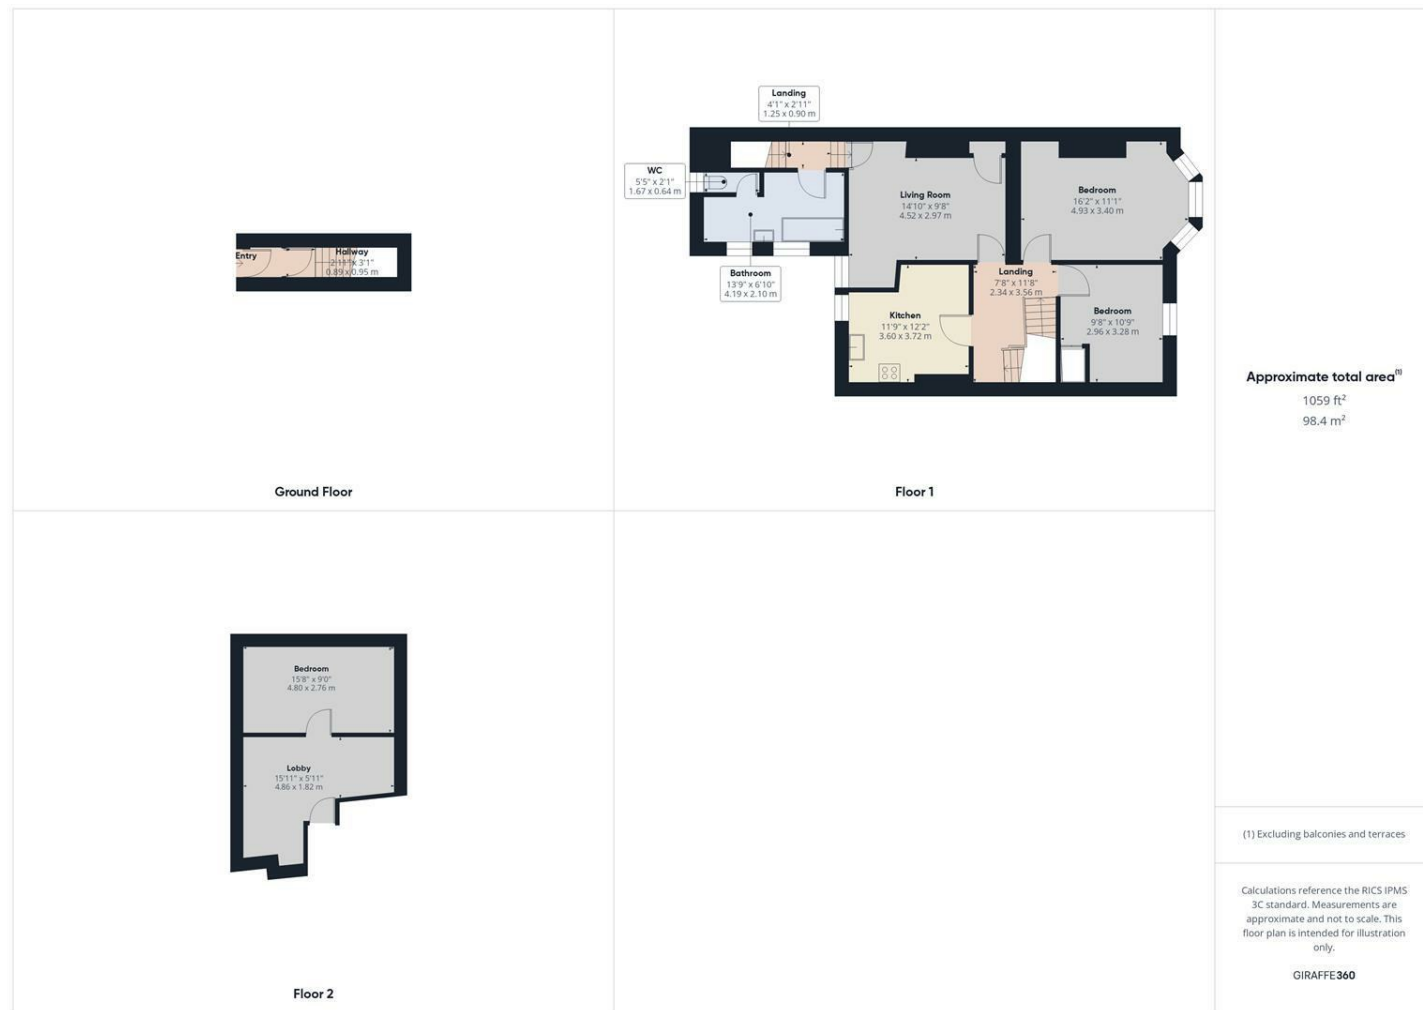 Entry
Hallway
2'11" x 3'1"
0.89 x 0.95 m
Ground Floor
Landing
4'1" x 2'11"
1.25 x 0.90 m
WC
5'5" x 2'1"
1.67 x 0.64 m
Living Room
14'10" x 9'8"
4.52 x 2.97 m
Bedroom
16'2" x 11'1"
4.93 x 3.40 m
Bathroom
13'9" x 6'10"
4.19 x 2.10 m
Landing
7'8" x 11'8"
2.34 x 3.56 m
Kitchen
11'9" x 12'2"
3.60 x 3.72 m
Bedroom
9'8" x 10'9"
2.96 x 3.28 m
Floor 1
Bedroom
15'8" x 9'0"
4.80 x 2.76 m
Lobby
15'11" x 5'11"
4.86 x 1.82 m
Floor 2
Approximate total area(1)
1059 ft²
98.4 m²
(1) Excluding balconies and terraces
Calculations reference the RICS IPMS
3C standard. Measurements are
approximate and not to scale. This
floor plan is intended for illustration
only.
GIRAFFE360